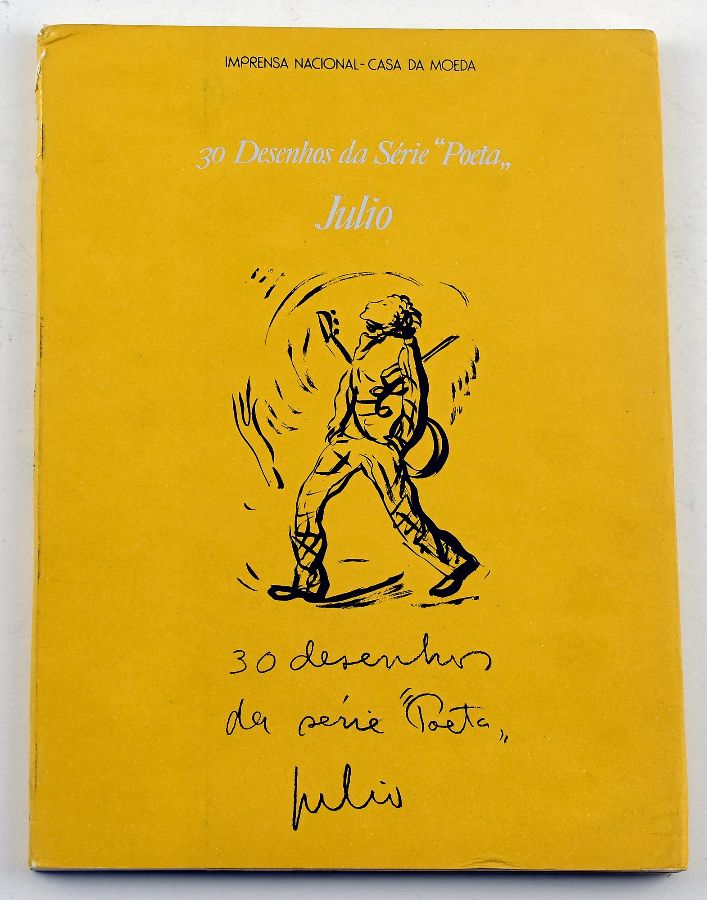 IMPRENSA NACIONAL-CASA DA MOEDA
30 Desenhos da Série “Poeta„
Julio
30 desenhos
da série "Poeta„
julio